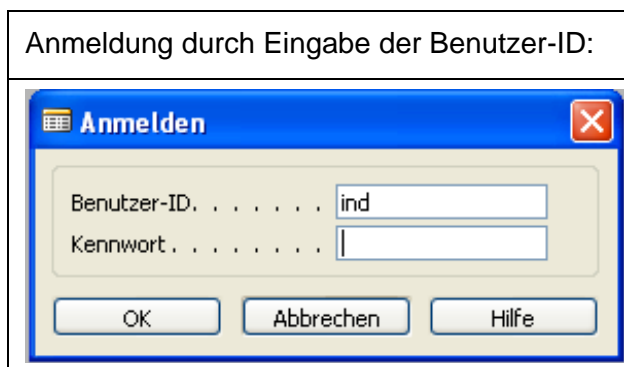 Anmeldung durch Eingabe der Benutzer-ID:
Anmelden
Benutzer-ID. . . . . . . ind
Kennwort . . . . . . . .
OK Abbrechen Hilfe